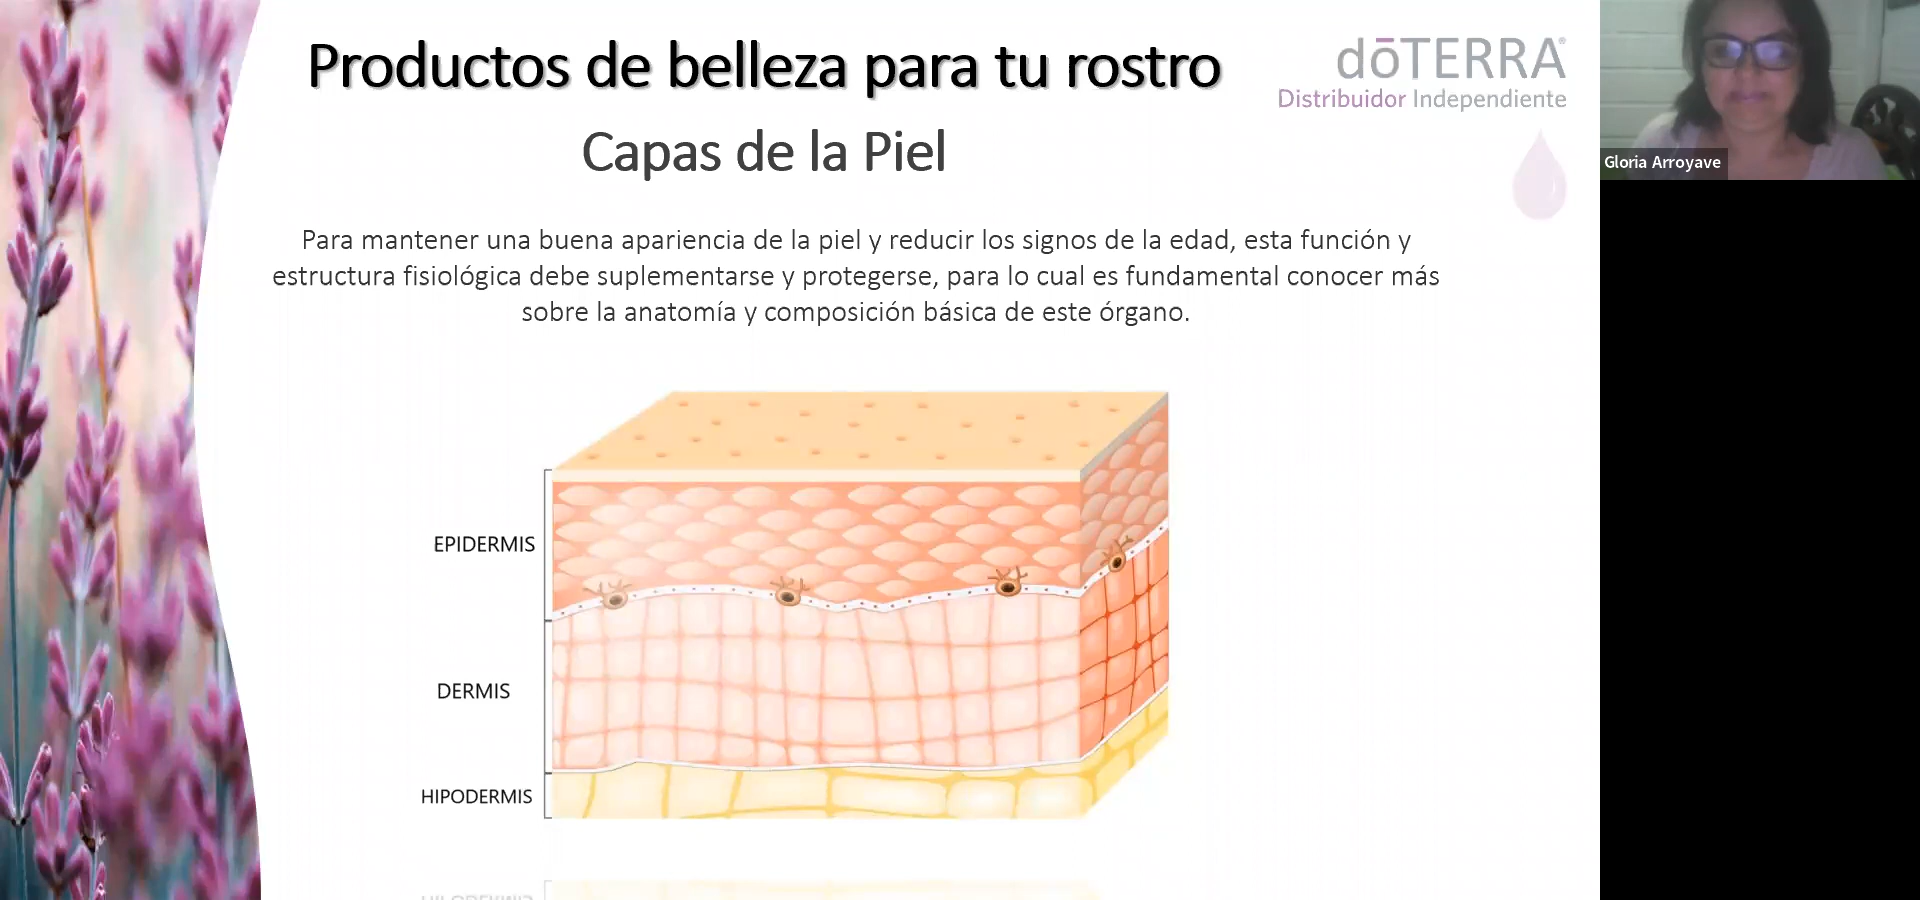 Productos de belleza para tu rostro
dōTERRA®
Distribuidor Independiente
Capas de la Piel
Gloria Arroyave
Para mantener una buena apariencia de la piel y reducir los signos de la edad, esta función y
estructura fisiológica debe suplementarse y protegerse, para lo cual es fundamental conocer más
sobre la anatomía y composición básica de este órgano.
EPIDERMIS
DERMIS
HIPODERMIS